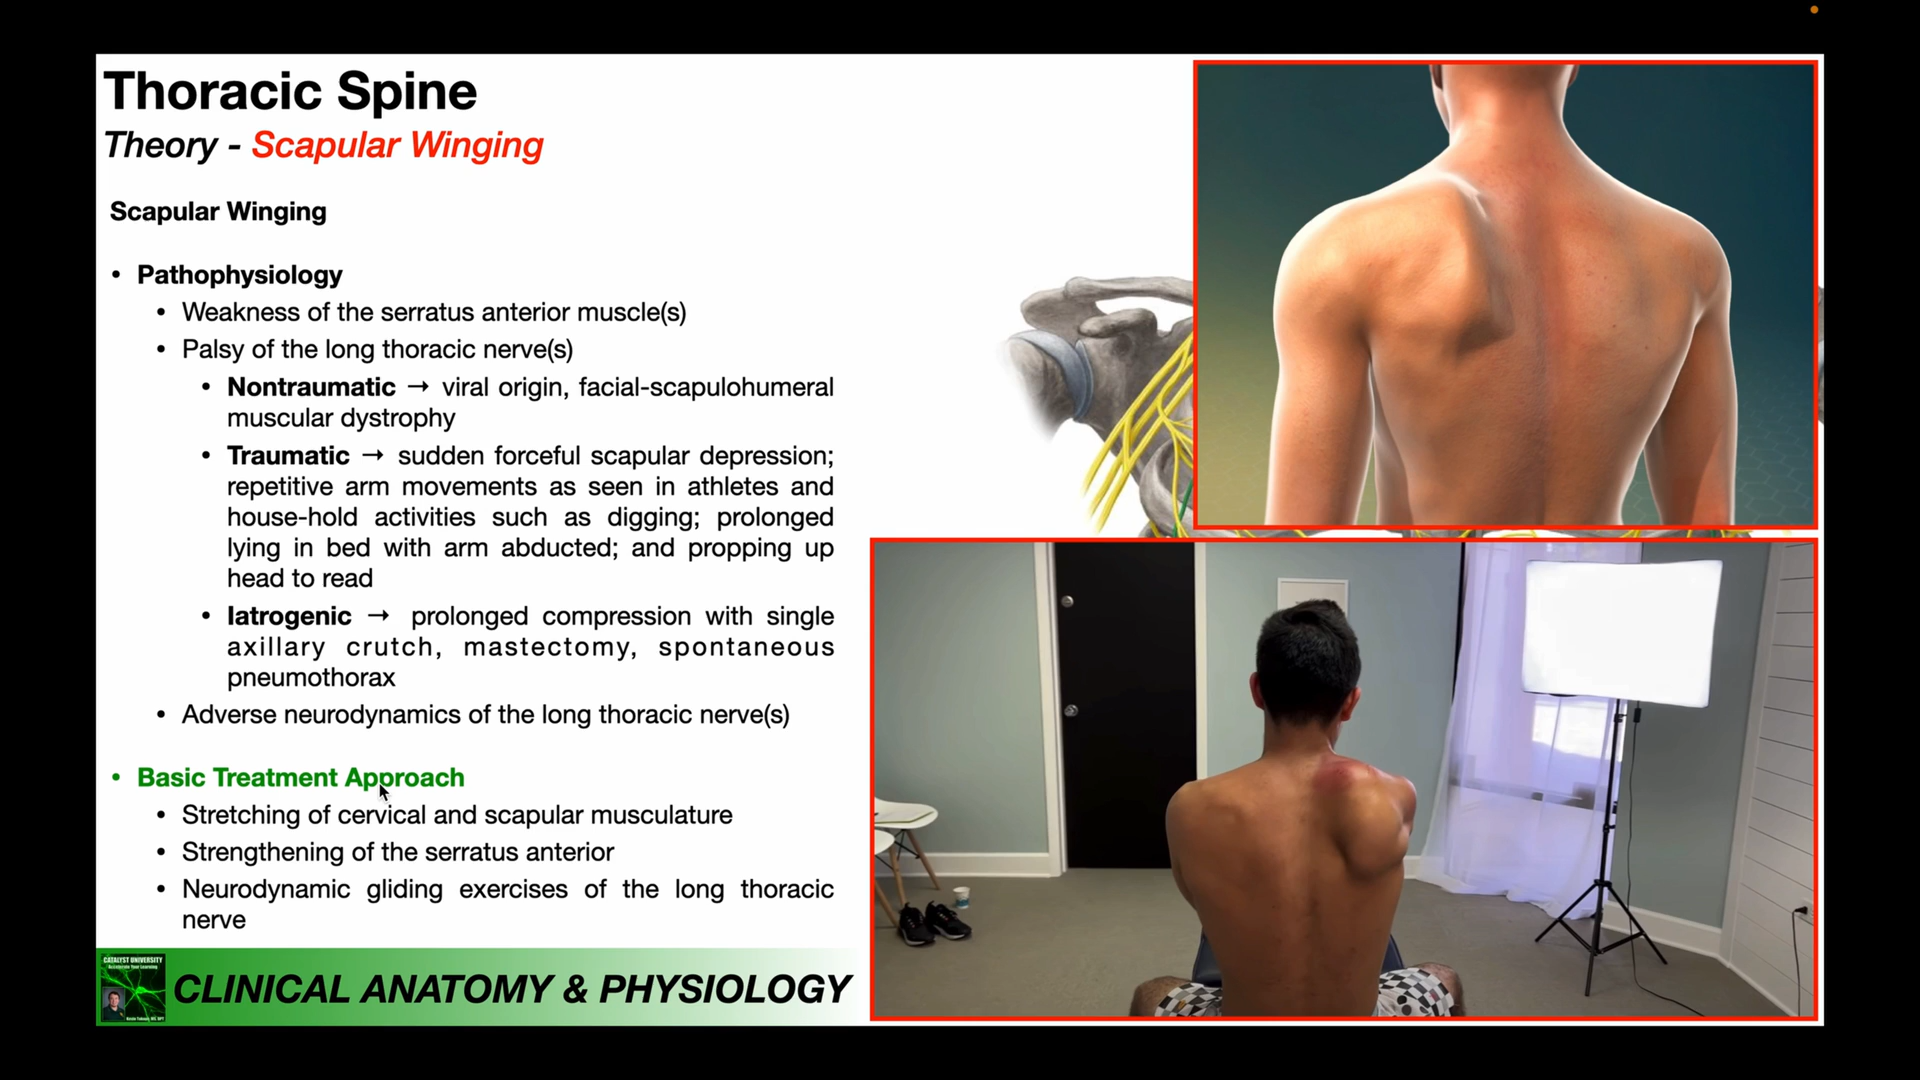 Thoracic Spine
Theory - Scapular Winging
Scapular Winging
• Pathophysiology
• Weakness of the serratus anterior muscle(s)
• Palsy of the long thoracic nerve(s)
• Nontraumatic → viral origin, facial-scapulohumeral
muscular dystrophy
• Traumatic → sudden forceful scapular depression;
repetitive arm movements as seen in athletes and
house-hold activities such as digging; prolonged
lying in bed with arm abducted; and propping up
head to read
• Iatrogenic → prolonged compression with single
axillary crutch, mastectomy, spontaneous
pneumothorax
• Adverse neurodynamics of the long thoracic nerve(s)
• Basic Treatment Approach
• Stretching of cervical and scapular musculature
• Strengthening of the serratus anterior
• Neurodynamic gliding exercises of the long thoracic
nerve
CATALYST UNIVERSITY
Accelerate Your Learning
CLINICAL ANATOMY & PHYSIOLOGY